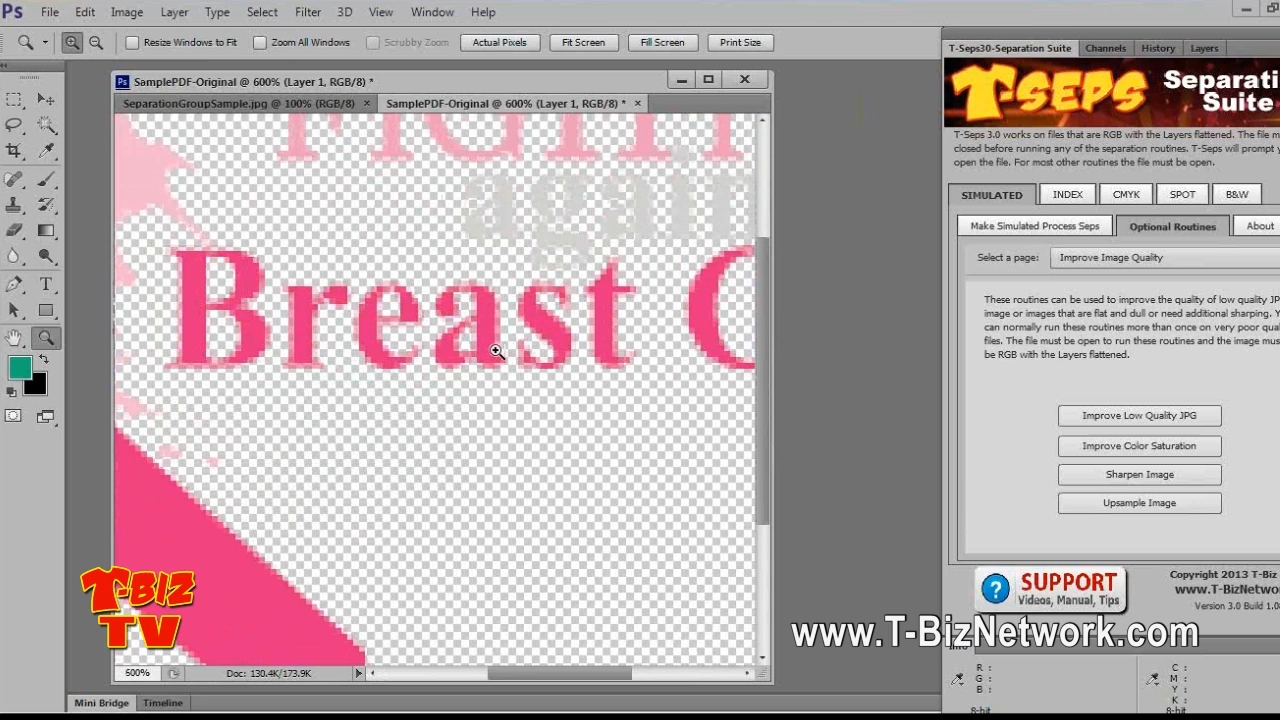 Ps File Edit Image Layer Type Select Filter 3D View Window Help
Resize Windows to Fit Zoom All Windows Scrubby Zoom Actual Pixels Fit Screen Fill Screen Print Size
T-Seps30-Separation Suite Channels History Layers
Ps SamplePDF-Original @ 600% (Layer 1, RGB/8) *
SeparationGroupSample.jpg @ 100% (RGB/8) × SamplePDF-Original @ 600% (Layer 1, RGB/8) * ×
T-SEPS Separati
Suite
T-Seps 3.0 works on files that are RGB with the Layers flattened. The file m
closed before running any of the separation routines. T-Seps will prompt y
open the file. For most other routines the file must be open.
SIMULATED INDEX CMYK SPOT B&W
Make Simulated Process Seps Optional Routines About
Select a page: Improve Image Quality
again
Breast C
These routines can be used to improve the quality of low quality JP
image or images that are flat and dull or need additional sharping. Y
can normally run these routines more than once on very poor qua
files. The file must be open to run these routines and the image mus
be RGB with the Layers flattened.
Improve Low Quality JPG
Improve Color Saturation
Sharpen Image
Upsample Image
T-BIZ
TV
? SUPPORT
Videos, Manual, Tips
Copyright 2013 T-Biz
www.T-BizNetwor
Version 3.0 Build 1.0
www.T-BizNetwork.com
600% Doc: 130.4K/173.9K
Info
R :
G :
B :
8-bit
C :
M :
Y :
K :
8-bit
Mini Bridge Timeline